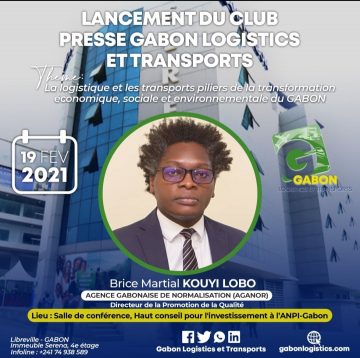 LANCEMENT DU CLUB
PRESSE GABON LOGISTICS
ET TRANSPORTS
Theme:
La logistique et les transports piliers de la transformation
économique, sociale et environnementale du GABON
19 FEV
2021
GABON
Brice Martial KOUYI LOBO
AGENCE GABONAISE DE NORMALISATION (AGANOR)
Directeur de la Promotion de la Qualité
Lieu : Salle de conférence, Haut conseil pour l'investissement à l'ANPI-Gabon
Libreville - GABON
Immeuble Serena, 4e étage
Infoline : +241 74 938 589
Gabon Logistics et Transports
gabonlogistics.com